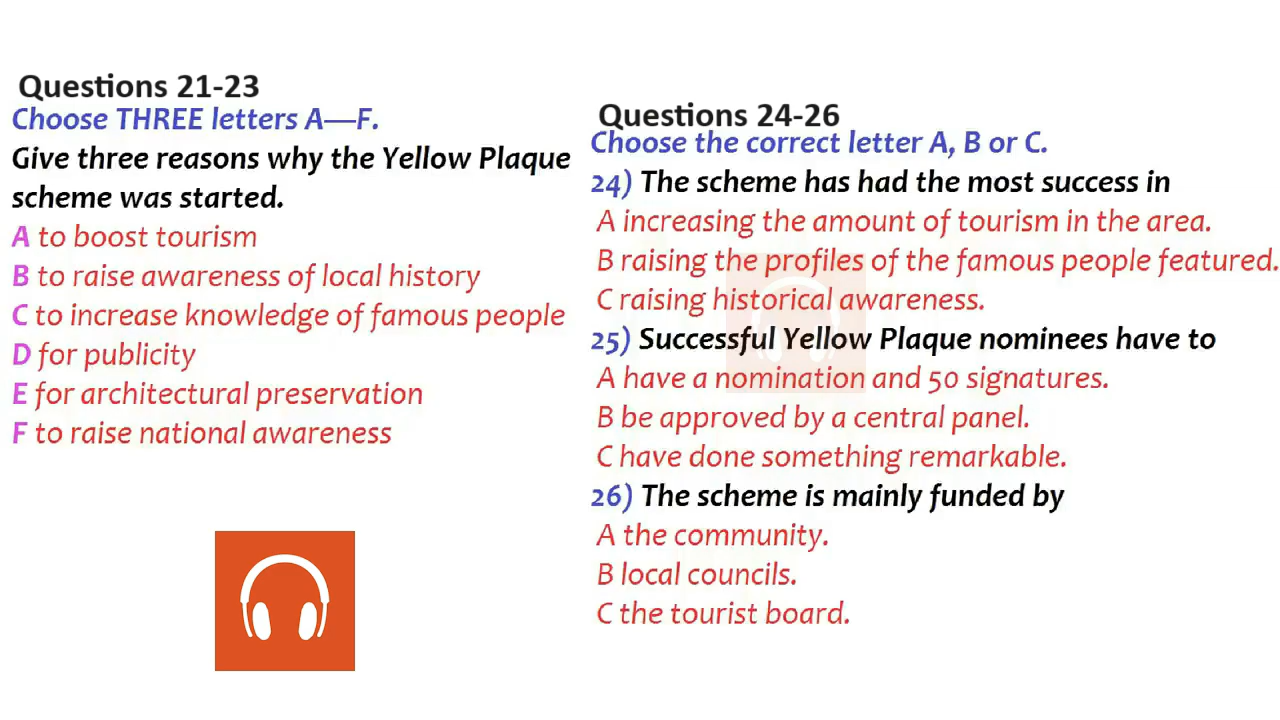 Questions 21-23
Choose THREE letters A—F.
Give three reasons why the Yellow Plaque
scheme was started.
A to boost tourism
B to raise awareness of local history
C to increase knowledge of famous people
D for publicity
E for architectural preservation
F to raise national awareness
Questions 24-26
Choose the correct letter A, B or C.
24) The scheme has had the most success in
A increasing the amount of tourism in the area.
B raising the profiles of the famous people featured.
C raising historical awareness.
25) Successful Yellow Plaque nominees have to
A have a nomination and 50 signatures.
B be approved by a central panel.
C have done something remarkable.
26) The scheme is mainly funded by
A the community.
B local councils.
C the tourist board.